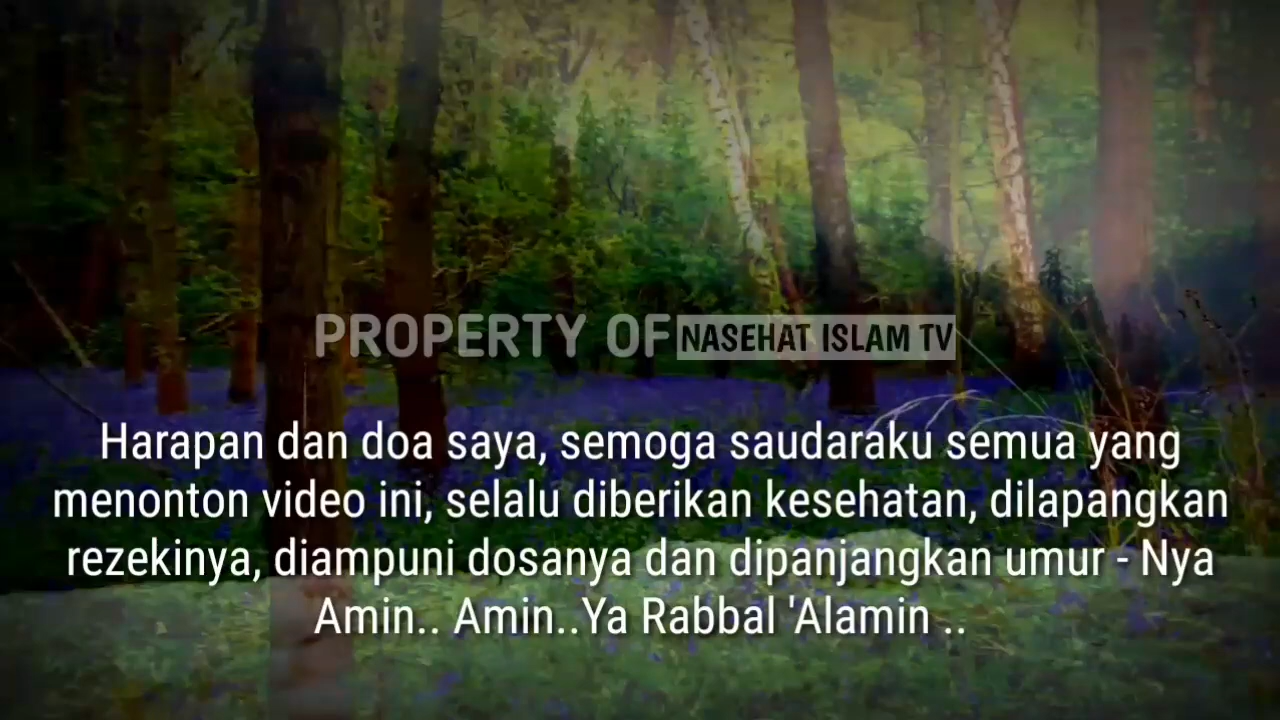 PROPERTY OF NASEHAT ISLAM TV
Harapan dan doa saya, semoga saudaraku semua yang
menonton video ini, selalu diberikan kesehatan, dilapangkan
rezekinya, diampuni dosanya dan dipanjangkan umur - Nya
Amin.. Amin..Ya Rabbal 'Alamin ..